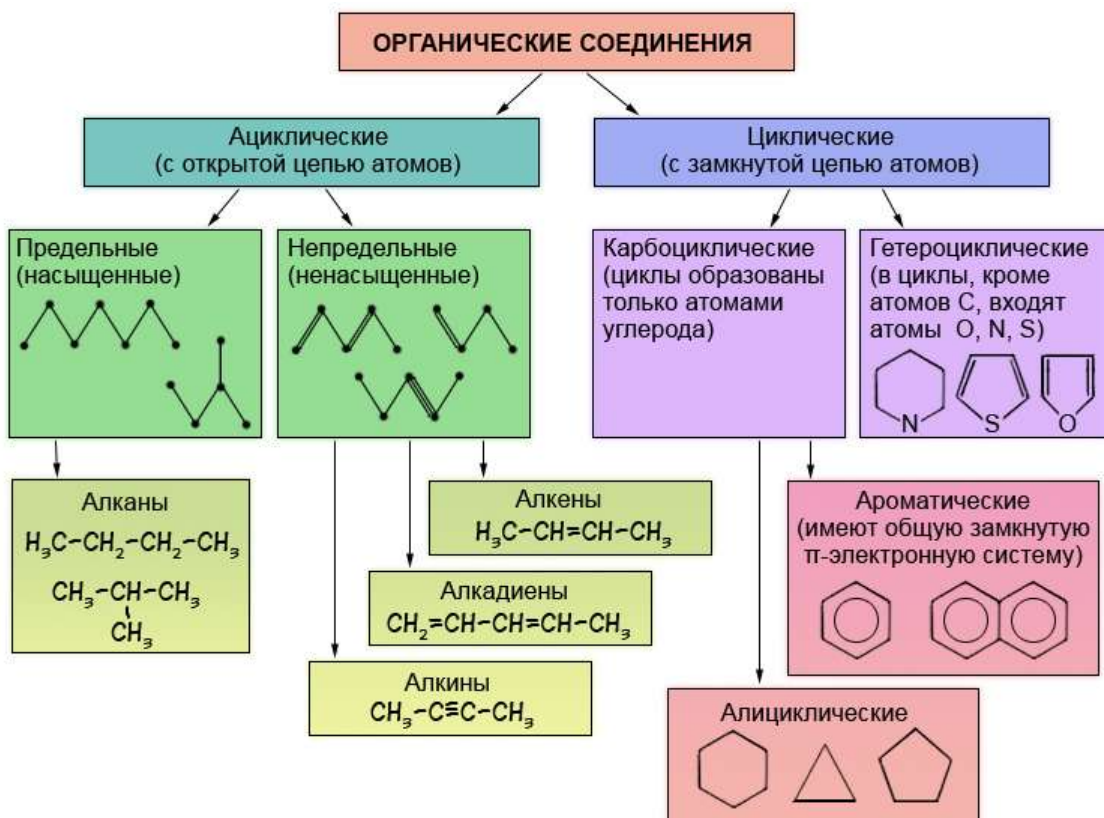 ОРГАНИЧЕСКИЕ СОЕДИНЕНИЯ
Ациклические
(с открытой цепью атомов)
Циклические
(с замкнутой цепью атомов)
Предельные
(насыщенные)
Непредельные
(ненасыщенные)
Карбоциклические
(циклы образованы
только атомами
углерода)
Гетероциклические
(в циклы, кроме
атомов С, входят
атомы O, N, S)
N
S
O
Алканы
H₃C-CH₂-CH₂-CH₃
CH₃-CH-CH₃
CH₃
Алкены
H₃C-CH=CH-CH₃
Алкадиены
CH₂=CH-CH=CH-CH₃
Алкины
CH₃-C≡C-CH₃
Ароматические
(имеют общую замкнутую
π-электронную систему)
Алициклические